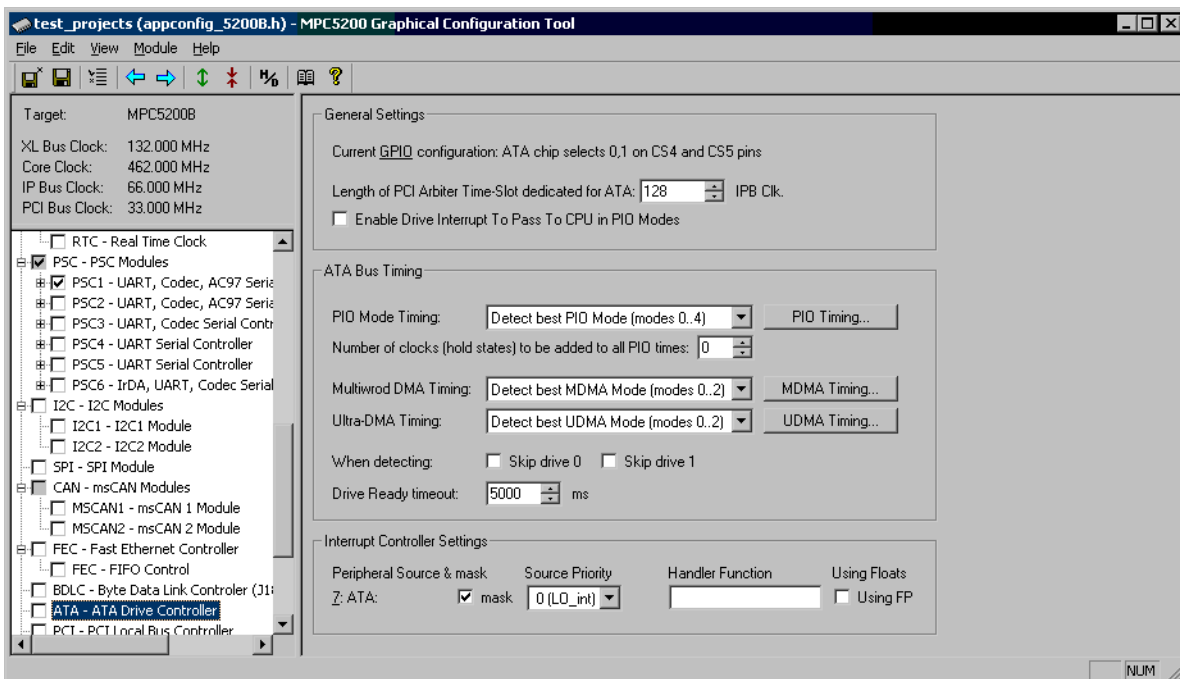 test_projects (appconfig_5200B.h) - MPC5200 Graphical Configuration Tool
File Edit View Module Help
H/D
Target: MPC5200B
XL Bus Clock: 132.000 MHz
Core Clock: 462.000 MHz
IP Bus Clock: 66.000 MHz
PCI Bus Clock: 33.000 MHz
RTC - Real Time Clock
PSC - PSC Modules
PSC1 - UART, Codec, AC97 Seria
PSC2 - UART, Codec, AC97 Seria
PSC3 - UART, Codec Serial Contr
PSC4 - UART Serial Controller
PSC5 - UART Serial Controller
PSC6 - IrDA, UART, Codec Serial
I2C - I2C Modules
I2C1 - I2C1 Module
I2C2 - I2C2 Module
SPI - SPI Module
CAN - msCAN Modules
MSCAN1 - msCAN 1 Module
MSCAN2 - msCAN 2 Module
FEC - Fast Ethernet Controller
FEC - FIFO Control
BDLC - Byte Data Link Controler (J18
ATA - ATA Drive Controller
PCI - PCI Local Bus Controller
General Settings
Current GPIO configuration: ATA chip selects 0,1 on CS4 and CS5 pins
Length of PCI Arbiter Time-Slot dedicated for ATA: 128 IPB Clk.
Enable Drive Interrupt To Pass To CPU in PIO Modes
ATA Bus Timing
PIO Mode Timing: Detect best PIO Mode (modes 0..4) PIO Timing...
Number of clocks (hold states) to be added to all PIO times: 0
Multiwrod DMA Timing: Detect best MDMA Mode (modes 0..2) MDMA Timing...
Ultra-DMA Timing: Detect best UDMA Mode (modes 0..2) UDMA Timing...
When detecting: Skip drive 0 Skip drive 1
Drive Ready timeout: 5000 ms
Interrupt Controller Settings
Peripheral Source & mask Source Priority Handler Function Using Floats
7: ATA: mask 0 (LO_int) Using FP
NUM